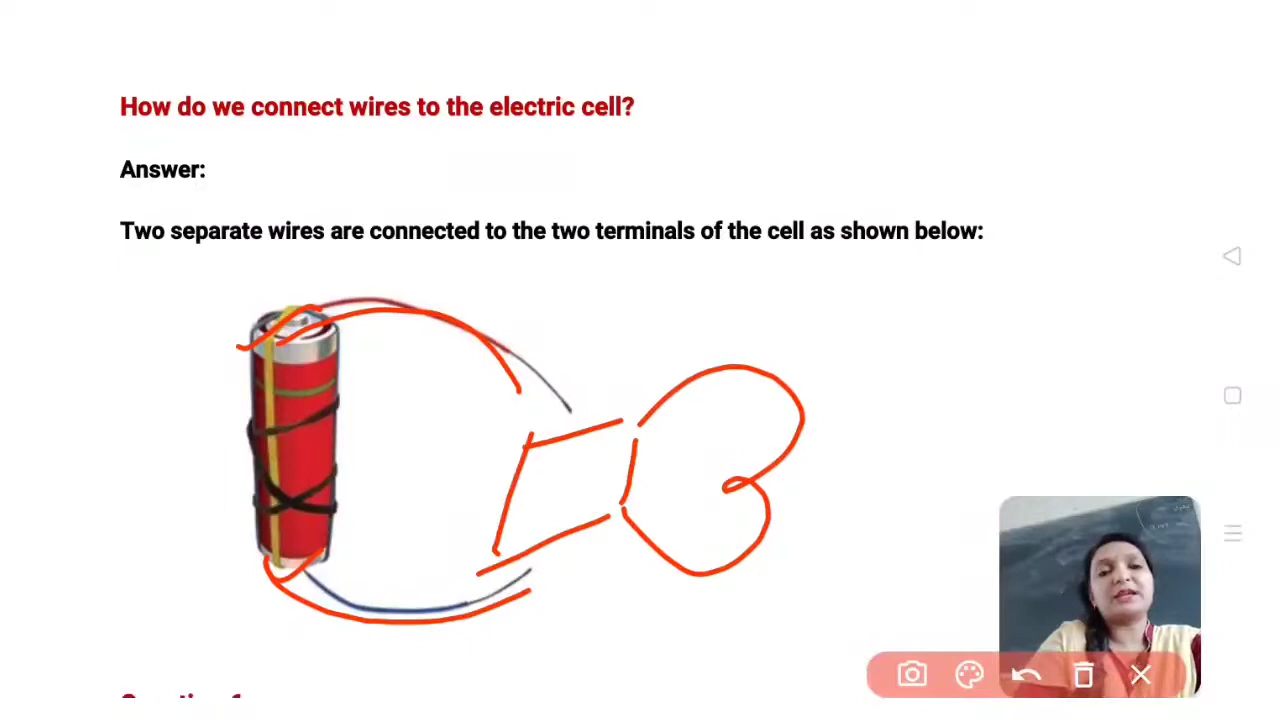 How do we connect wires to the electric cell?
Answer:
Two separate wires are connected to the two terminals of the cell as shown below: